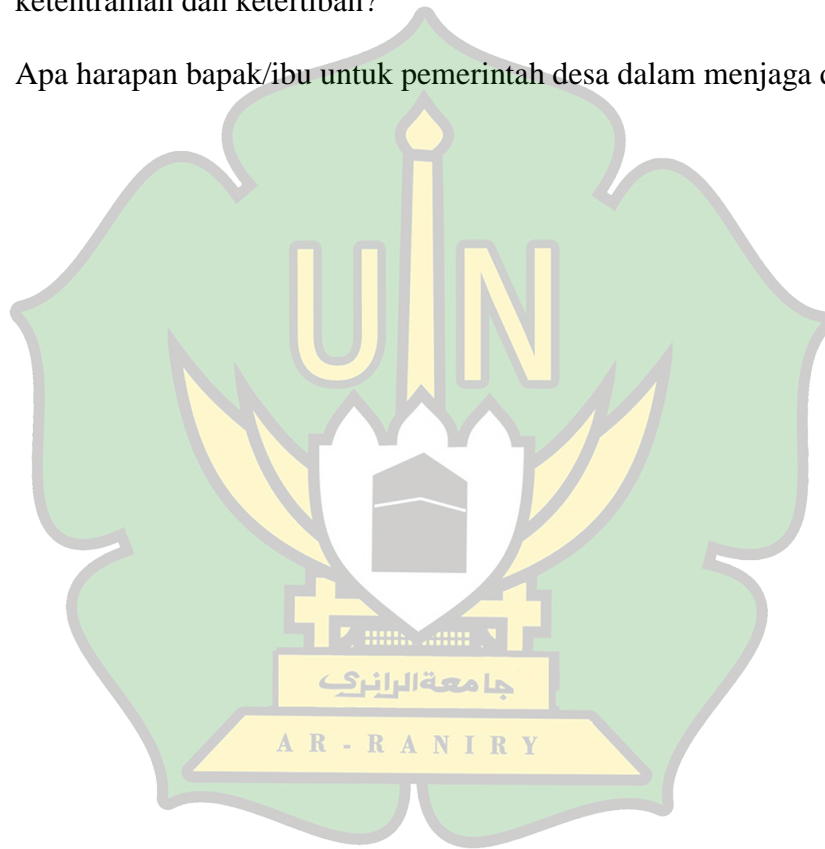 ketentraman dan ketertiban?
Apa harapan bapak/ibu untuk pemerintah desa dalam menjaga
UIN
جامعة الرانري
AR-RANIRY